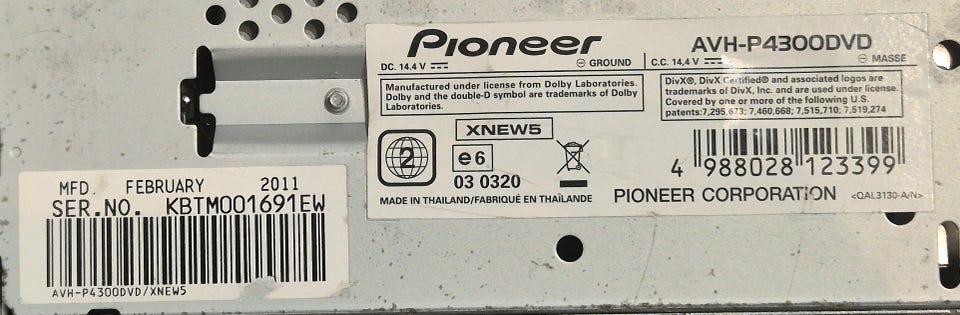 Pioneer
AVH-P4300DVD
DC. 14.4 V ⊖ GROUND
C.C. 14,4 V ⊖ MASSE
Manufactured under license from Dolby Laboratories.
Dolby and the double-D symbol are trademarks of Dolby
Laboratories.
DivX®, DivX Certified® and associated logos are
trademarks of DivX, Inc. and are used under license.
Covered by one or more of the following U.S.
patents:7,295,673; 7,460,668; 7,515,710; 7,519,274
2
XNEW5
e6
03 0320
4 988028 123399
MADE IN THAILAND/FABRIQUÉ EN THAÏLANDE
PIONEER CORPORATION
<QAL3130-A/N>
MFD. FEBRUARY 2011
SER.NO. KBTM001691EW
AVH-P4300DVD/XNEW5